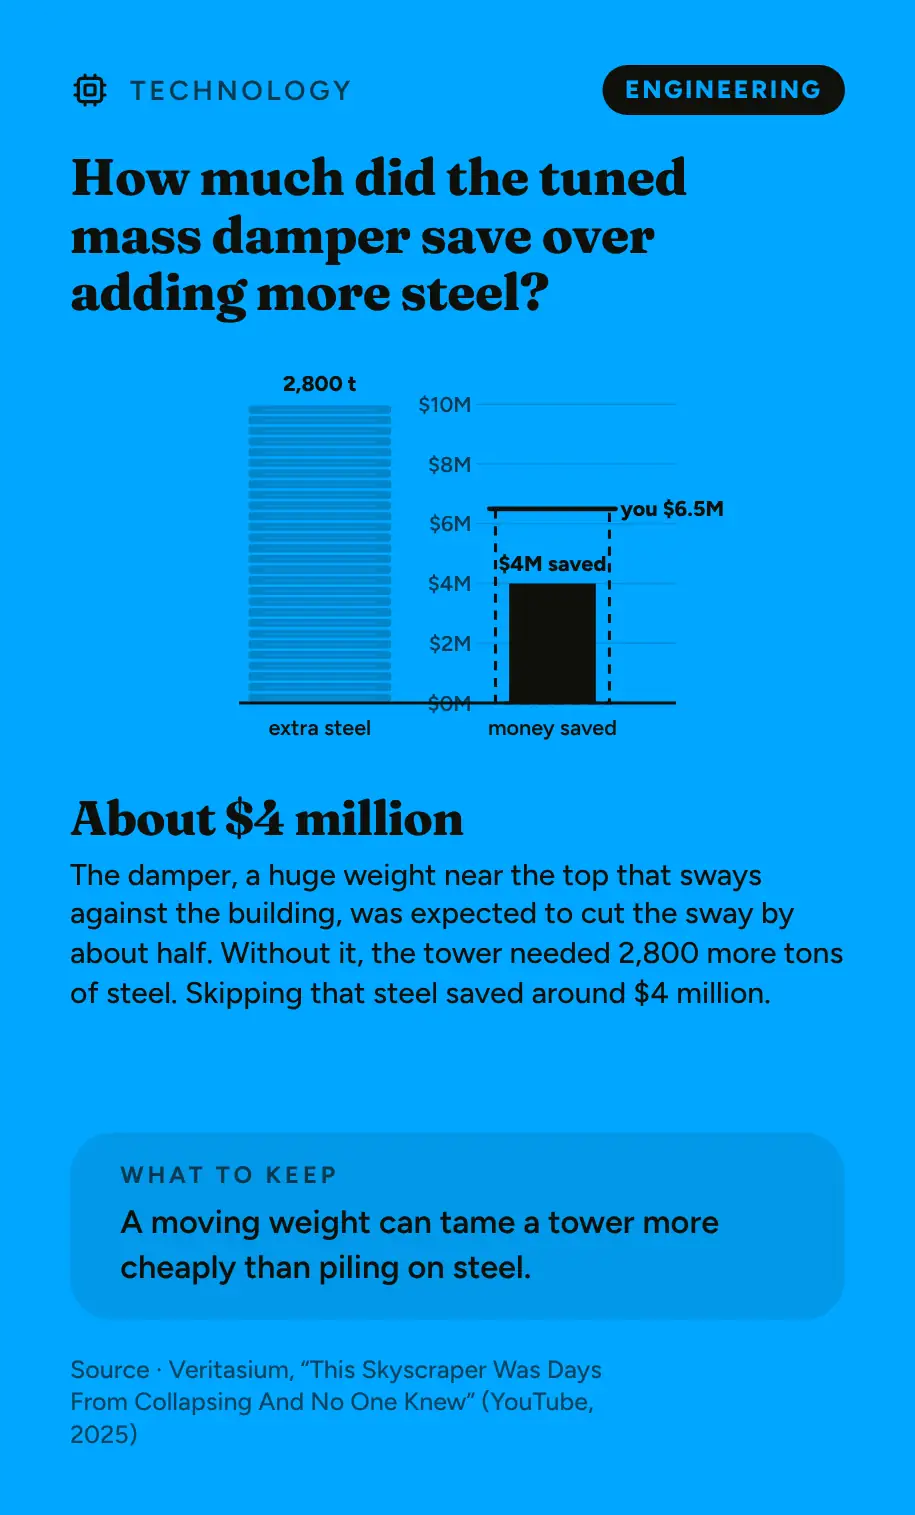 TECHNOLOGY
ENGINEERING
How much did the tuned
mass damper save over
adding more steel?
2,800 t
$10M
$8M
you $6.5M
$6M
$4M saved
$4M
$2M
$0M
extra steel
money saved
About $4 million
The damper, a huge weight near the top that sways
against the building, was expected to cut the sway by
about half. Without it, the tower needed 2,800 more tons
of steel. Skipping that steel saved around $4 million.
WHAT TO KEEP
A moving weight can tame a tower more
cheaply than piling on steel.
Source · Veritasium, “This Skyscraper Was Days
From Collapsing And No One Knew” (YouTube,
2025)